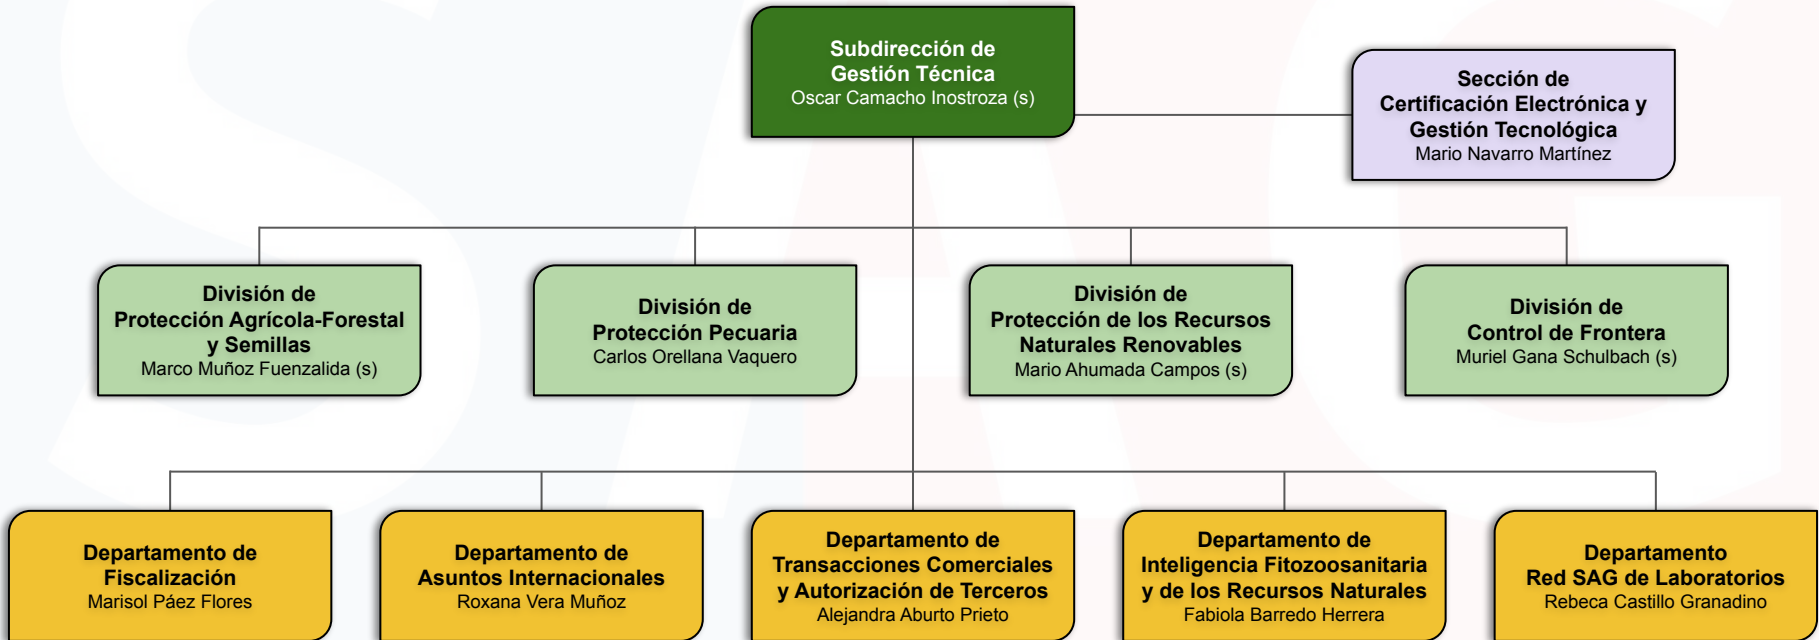 Subdirección de
Gestión Técnica
Oscar Camacho Inostroza (s)
Sección de
Certificación Electrónica y
Gestión Tecnológica
Mario Navarro Martínez
División de
Protección Agrícola-Forestal
y Semillas
Marco Muñoz Fuenzalida (s)
División de
Protección Pecuaria
Carlos Orellana Vaquero
División de
Protección de los Recursos
Naturales Renovables
Mario Ahumada Campos (s)
División de
Control de Frontera
Muriel Gana Schulbach (s)
Departamento de
Fiscalización
Marisol Páez Flores
Departamento de
Asuntos Internacionales
Roxana Vera Muñoz
Departamento de
Transacciones Comerciales
y Autorización de Terceros
Alejandra Aburto Prieto
Departamento de
Inteligencia Fitozoosanitaria
y de los Recursos Naturales
Fabiola Barredo Herrera
Departamento
Red SAG de Laboratorios
Rebeca Castillo Granadino
SAG